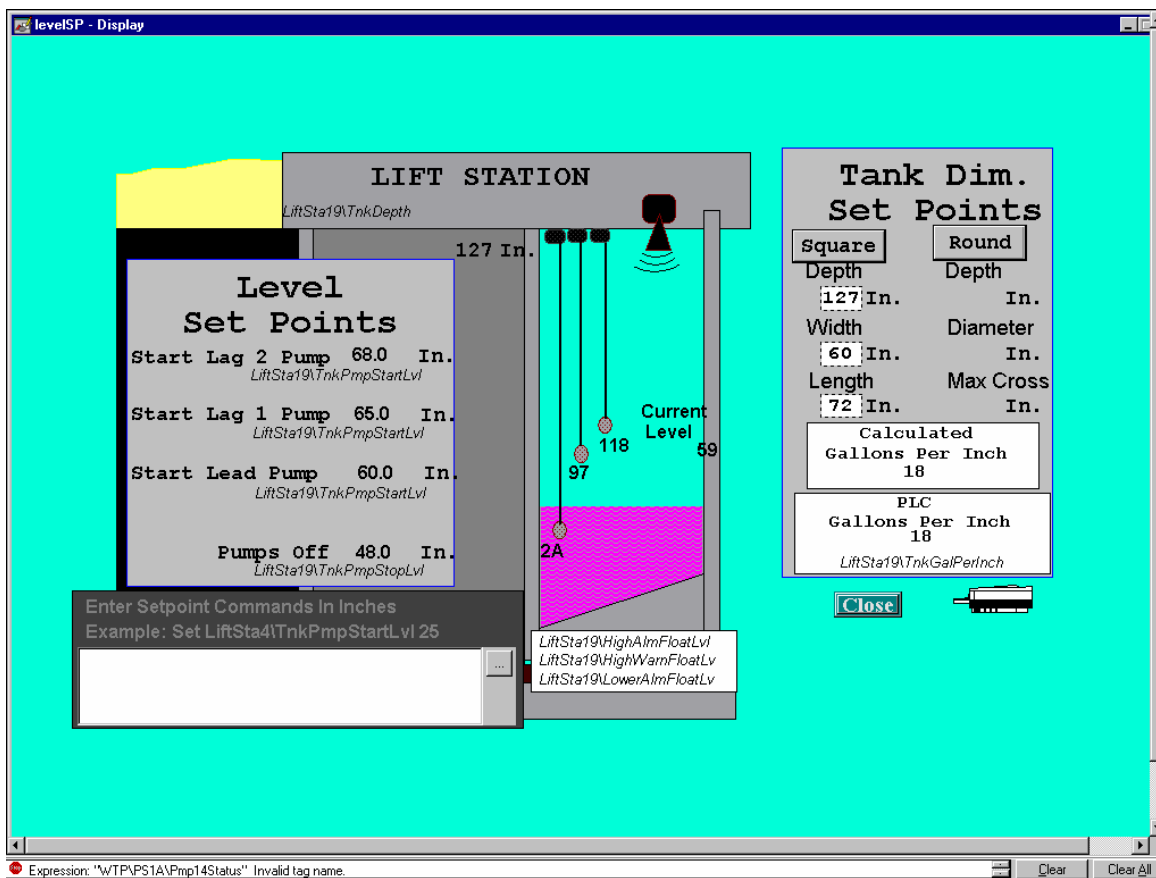 levelSP - Display
LIFT STATION
LiftSta19\TnkDepth
127 In.
Level
Set Points
Start Lag 2 Pump 68.0 In.
LiftSta19\TnkPmpStartLvl
Start Lag 1 Pump 65.0 In.
LiftSta19\TnkPmpStartLvl
Start Lead Pump 60.0 In.
LiftSta19\TnkPmpStartLvl
Pumps Off 48.0 In.
LiftSta19\TnkPmpStopLvl
Current
Level
59
118
97
2A
Tank Dim.
Set Points
Square Round
Depth Depth
127 In. In.
Width Diameter
60 In. In.
Length Max Cross
72 In. In.
Calculated
Gallons Per Inch
18
PLC
Gallons Per Inch
18
LiftSta19\TnkGalPerInch
Close
Enter Setpoint Commands In Inches
Example: Set LiftSta4\TnkPmpStartLvl 25
...
LiftSta19\HighAlmFloatLvl
LiftSta19\HighWarnFloatLv
LiftSta19\LowerAlmFloatLv
Expression: "WTP\PS1A\Pmp14Status" Invalid tag name.
Clear Clear All